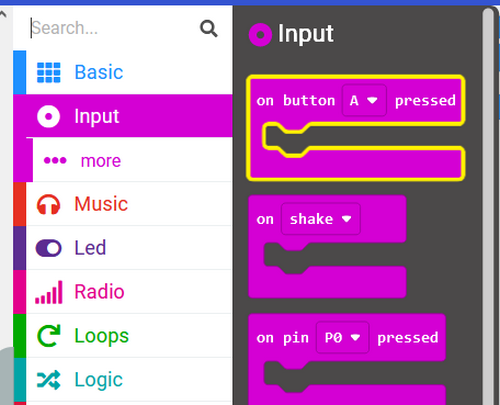 Search...
Basic
Input
more
Music
Led
Radio
Loops
Logic
Input
on button A pressed
on shake
on pin P0 pressed